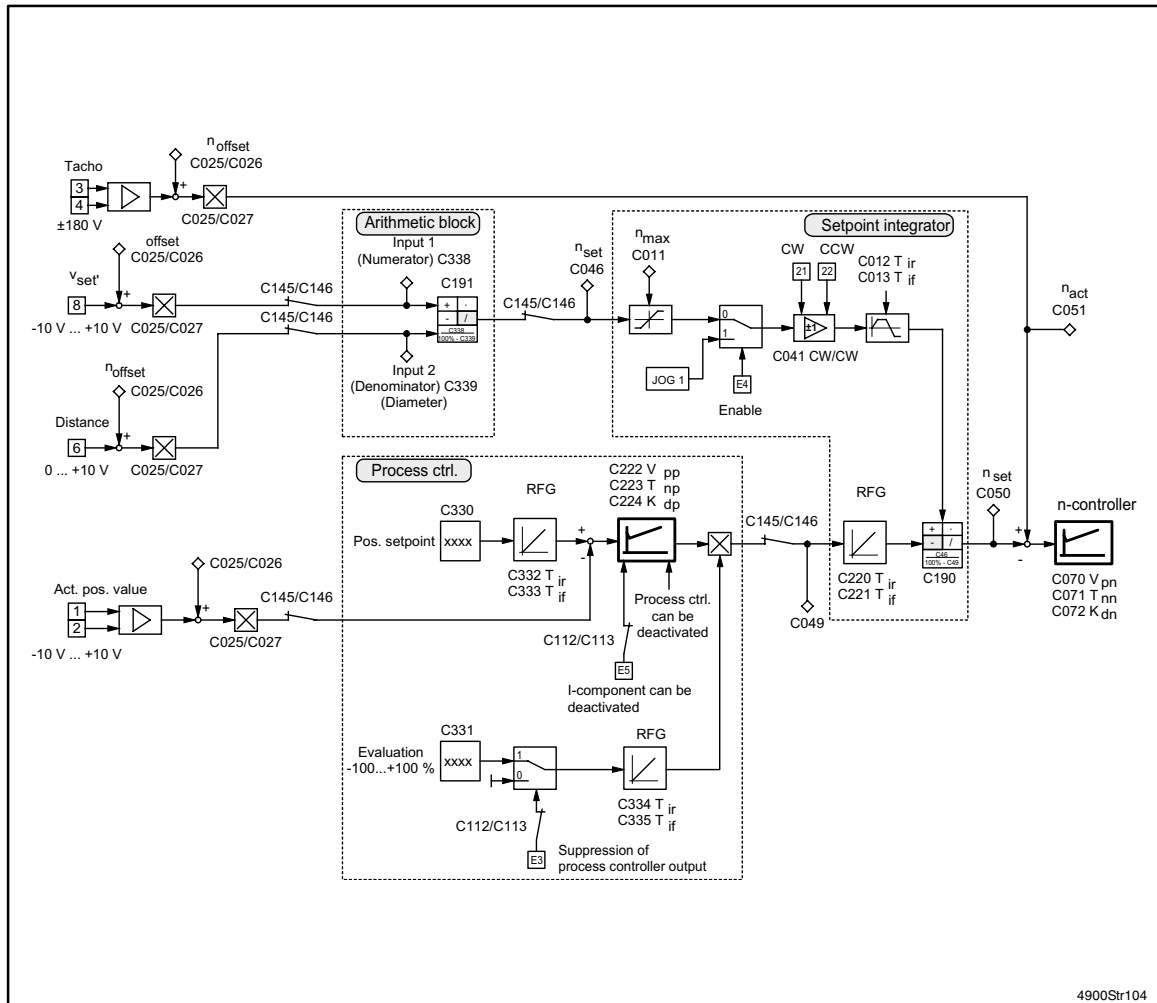 n offset
C025/C026
Tacho
3
4
+
±180 V
C025/C027
offset
C025/C026
v set'
8
+
-10 V ... +10 V
C025/C027
n offset
C025/C026
Distance
6
+
0 ... +10 V
C025/C027
Arithmetic block
Input 1
(Numerator) C338
C191
+ ·
- /
C338
100% - C339
C145/C146
C145/C146
Input 2
(Denominator) C339
(Diameter)
C145/C146
n set
C046
Setpoint integrator
n max
C011
0
1
JOG 1
E4
Enable
CW
CCW
21
22
±1
C041 CW/CW
C012 T ir
C013 T if
n act
C051
Process ctrl.
C330
xxxx
Pos. setpoint
RFG
C332 T ir
C333 T if
+
-
C222 V pp
C223 T np
C224 K dp
Process ctrl.
can be
deactivated
C112/C113
E5
I-component can be
deactivated
C145/C146
C049
RFG
C220 T ir
C221 T if
+ ·
- /
C46
100% - C49
C190
n set
C050
+
-
n-controller
C070 V pn
C071 T nn
C072 K dn
Act. pos. value
1
2
-10 V ... +10 V
C025/C026
+
C025/C027
C145/C146
C331
xxxx
Evaluation
-100...+100 %
1
0
C112/C113
E3
Suppression of
process controller output
RFG
C334 T ir
C335 T if
4900Str104